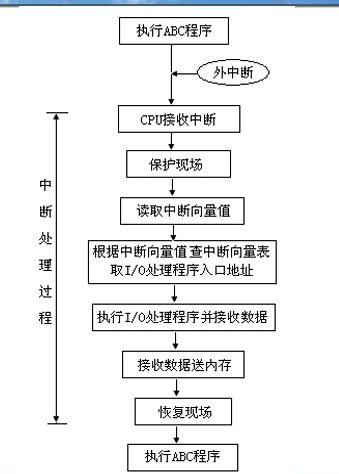 执行ABC程序
外中断
CPU接收中断
保护现场
读取中断向量值
根据中断向量值查中断向量表
取I/O处理程序入口地址
执行I/O处理程序并接收数据
接收数据送内存
恢复现场
执行ABC程序
中断处理过程